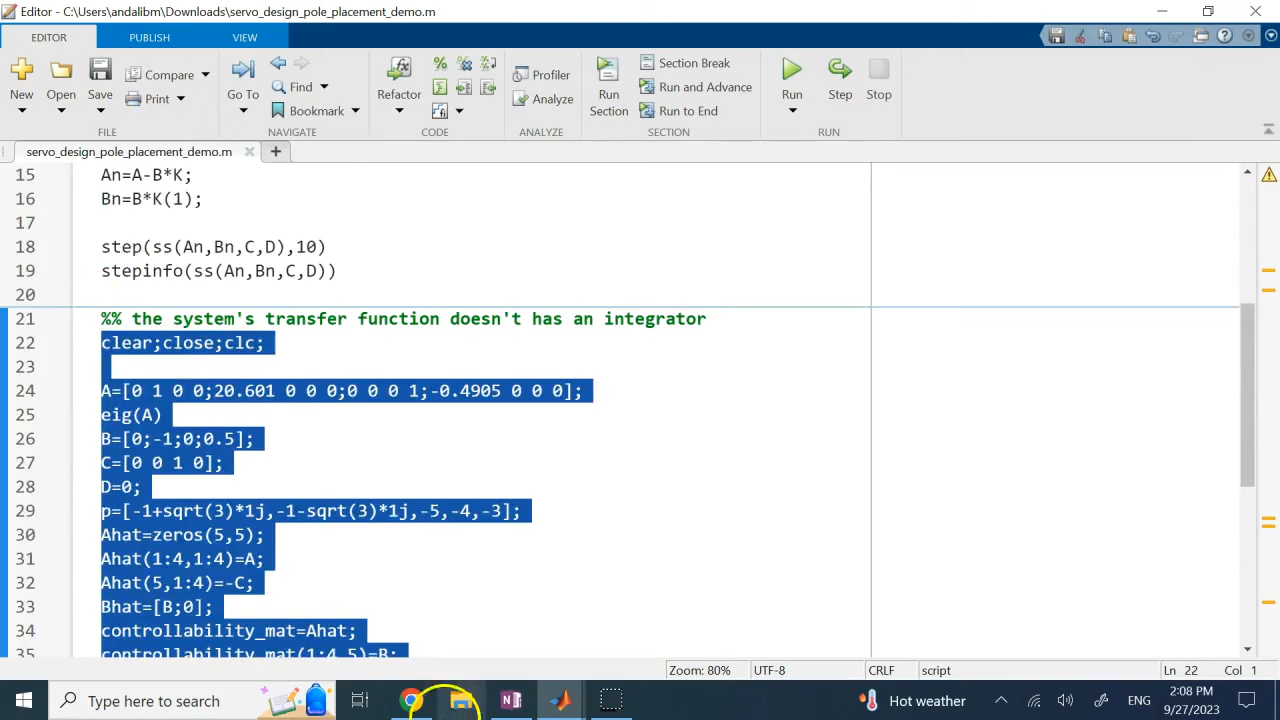 Editor - C:\Users\andalibm\Downloads\servo_design_pole_placement_demo.m
EDITOR PUBLISH VIEW
New Open Save Compare Print
Go To Find Bookmark
Refactor
Profiler Analyze
Run Section Section Break Run and Advance Run to End
Run Step Stop
FILE NAVIGATE CODE ANALYZE SECTION RUN
servo_design_pole_placement_demo.m
15 An=A-B*K;
16 Bn=B*K(1);
17
18 step(ss(An,Bn,C,D),10)
19 stepinfo(ss(An,Bn,C,D))
20
21 %% the system's transfer function doesn't has an integrator
22 clear;close;clc;
23
24 A=[0 1 0 0;20.601 0 0 0;0 0 0 1;-0.4905 0 0 0];
25 eig(A)
26 B=[0;-1;0;0.5];
27 C=[0 0 1 0];
28 D=0;
29 p=[-1+sqrt(3)*1j,-1-sqrt(3)*1j,-5,-4,-3];
30 Ahat=zeros(5,5);
31 Ahat(1:4,1:4)=A;
32 Ahat(5,1:4)=-C;
33 Bhat=[B;0];
34 controllability_mat=Ahat;
35 controllability_mat(1:4,5)=B;
Zoom: 80% UTF-8 CRLF script Ln 22 Col 1
Type here to search
Hot weather
ENG
2:08 PM
9/27/2023